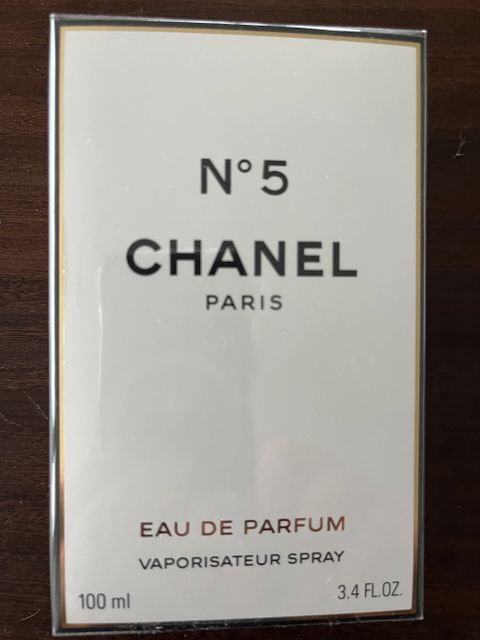 N°5
CHANEL
PARIS
EAU DE PARFUM
VAPORISATEUR SPRAY
100 ml
3.4 FL.OZ.